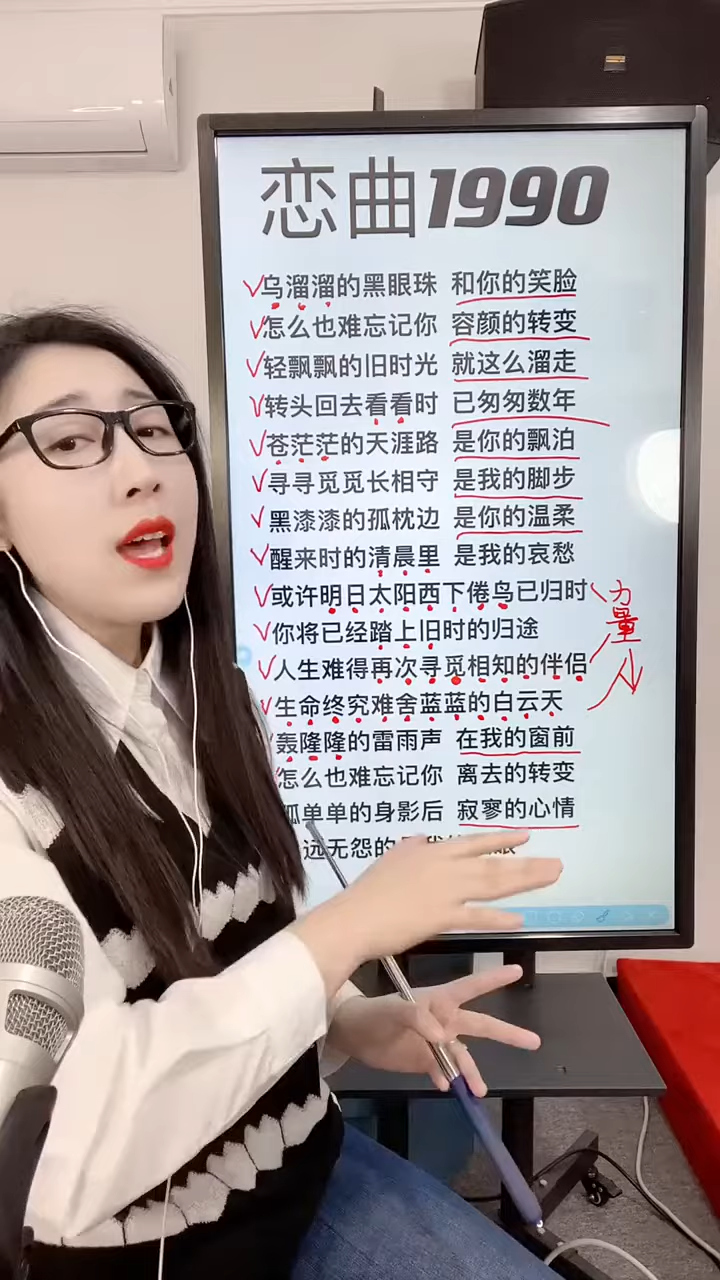 恋曲1990
乌溜溜的黑眼珠 和你的笑脸
怎么也难忘记你 容颜的转变
轻飘飘的旧时光 就这么溜走
转头回去看看时 已匆匆数年
苍茫茫的天涯路 是你的飘泊
寻寻觅觅长相守 是我的脚步
黑漆漆的孤枕边 是你的温柔
醒来时的清晨里 是我的哀愁
或许明日太阳西下倦鸟已归时
你将已经踏上旧时的归途
人生难得再次寻觅相知的伴侣
生命终究难舍蓝蓝的白云天
轰隆隆的雷雨声 在我的窗前
怎么也难忘记你 离去的转变
孤单单的身影后 寂寥的心情
远无怨的
力量
小